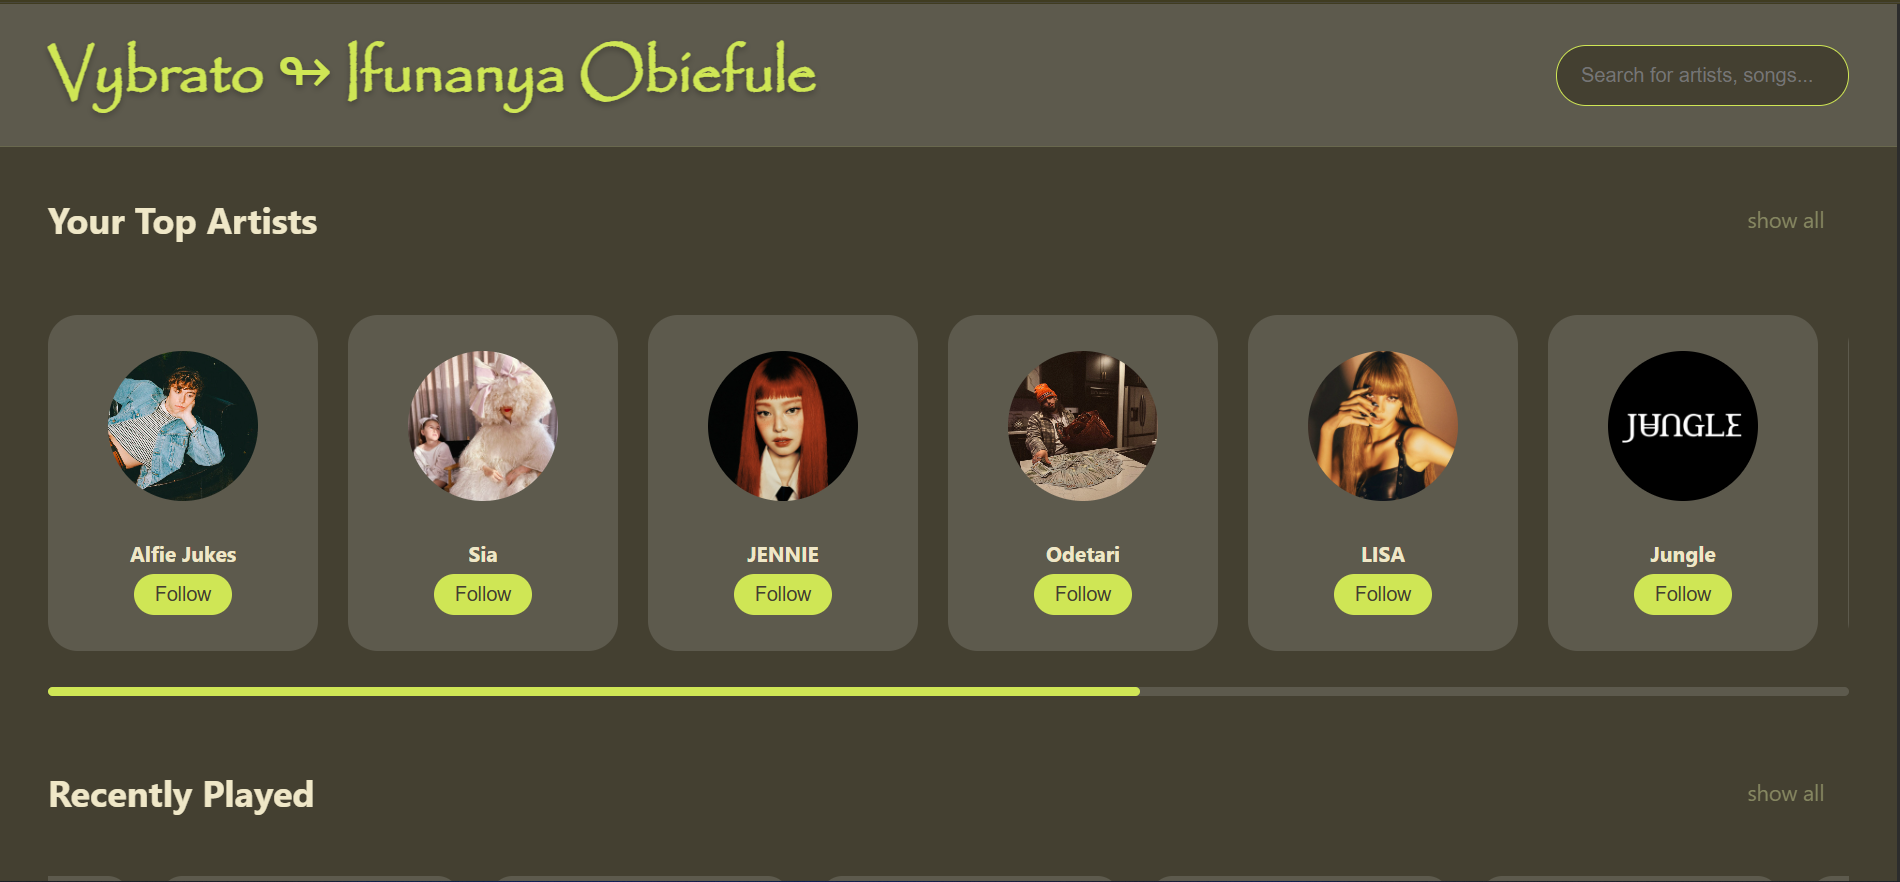 Vybrato ↬ Ifunanya Obiefule
Search for artists, songs...
Your Top Artists
show all
JUNGLE
Alfie Jukes
Sia
JENNIE
Odetari
LISA
Jungle
Follow
Follow
Follow
Follow
Follow
Follow
Recently Played
show all